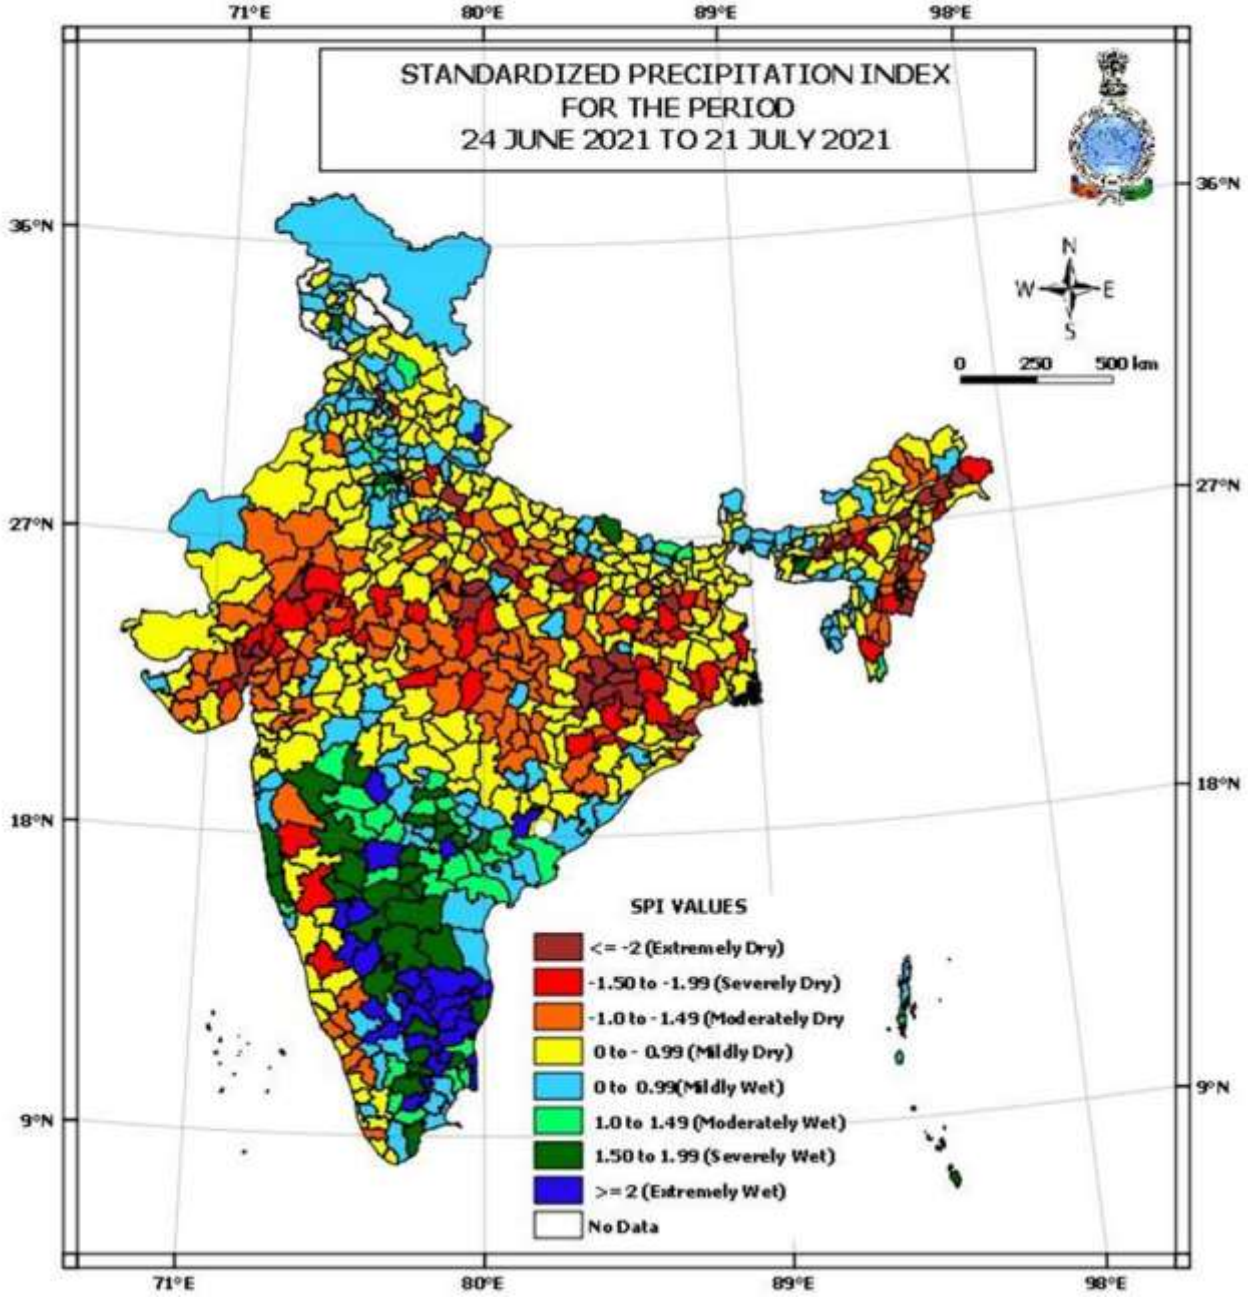 71°E 80°E 89°E 98°E
STANDARDIZED PRECIPITATION INDEX
FOR THE PERIOD
24 JUNE 2021 TO 21 JULY 2021
36°N 36°N
N
W E
S
0 250 500 km
27°N 27°N
18°N 18°N
SPI VALUES
<= -2 (Extremely Dry)
-1.50 to -1.99 (Severely Dry)
-1.0 to -1.49 (Moderately Dry
0 to - 0.99 (Mildly Dry)
0 to 0.99(Mildly Wet)
1.0 to 1.49 (Moderately Wet)
1.50 to 1.99 (Severely Wet)
>= 2 (Extremely Wet)
No Data
9°N 9°N
71°E 80°E 89°E 98°E